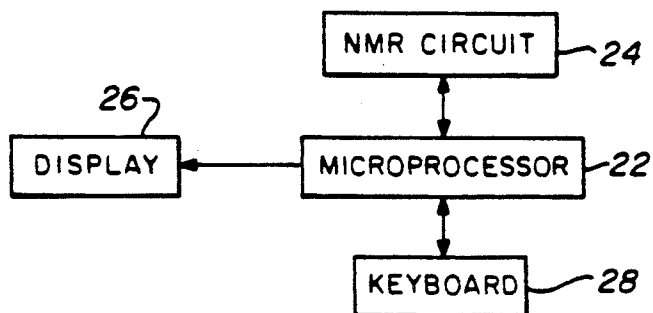 NMR CIRCUIT
24
26
DISPLAY
MICROPROCESSOR
22
KEYBOARD
28